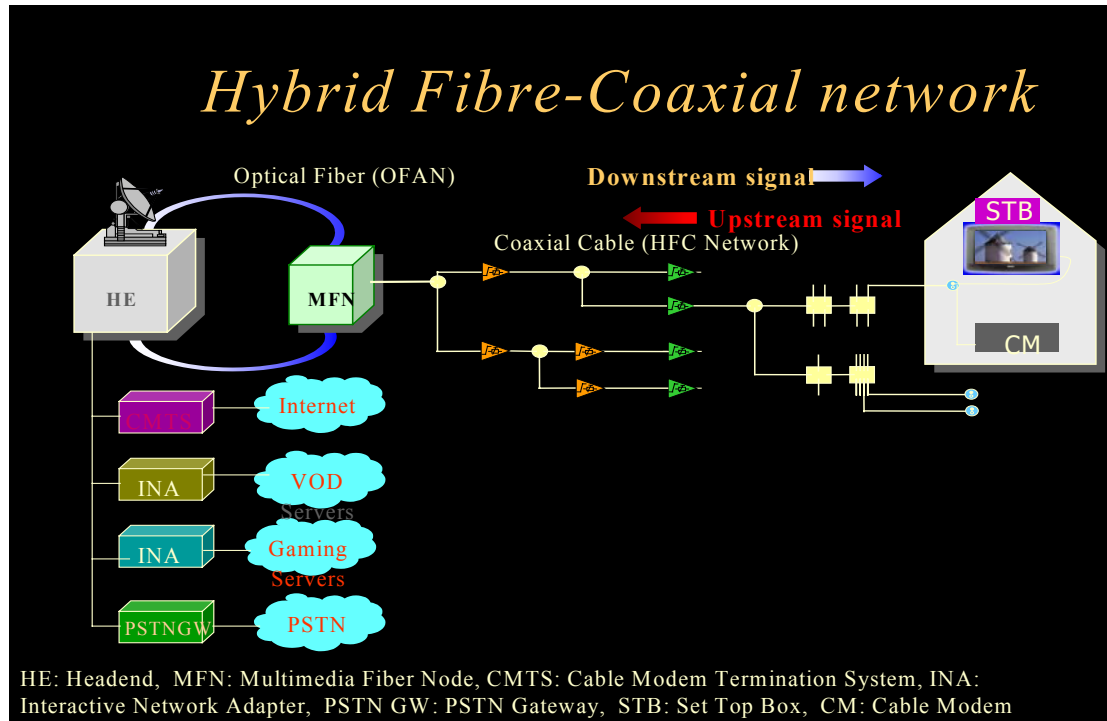 Hybrid Fibre-Coaxial network
Optical Fiber (OFAN)
Downstream signal
Upstream signal
STB
Coaxial Cable (HFC Network)
HE
MFN
CM
CMTS
Internet
INA
VOD
Servers
INA
Gaming
Servers
PSTNGW
PSTN
HE: Headend, MFN: Multimedia Fiber Node, CMTS: Cable Modem Termination System, INA:
Interactive Network Adapter, PSTN GW: PSTN Gateway, STB: Set Top Box, CM: Cable Modem